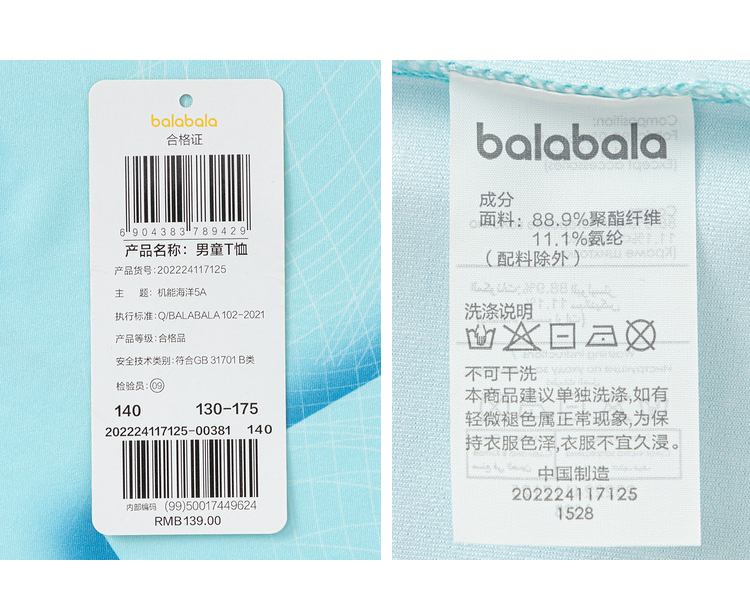 balabala
合格证
6 904383 789429
产品名称：男童T恤
产品货号:202224117125
主　题:机能海洋5A
执行标准:Q/BALABALA 102-2021
产品等级:合格品
安全技术类别:符合GB 31701 B类
检验员:09
140 130-175
202224117125-00381 140
内部编码 (99)50017449624
RMB139.00
balabala
成分
面料：88.9%聚酯纤维
11.1%氨纶
（配料除外）
洗涤说明
不可干洗
本商品建议单独洗涤,如有
轻微褪色属正常现象,为保
持衣服色泽,衣服不宜久浸。
中国制造
202224117125
1528